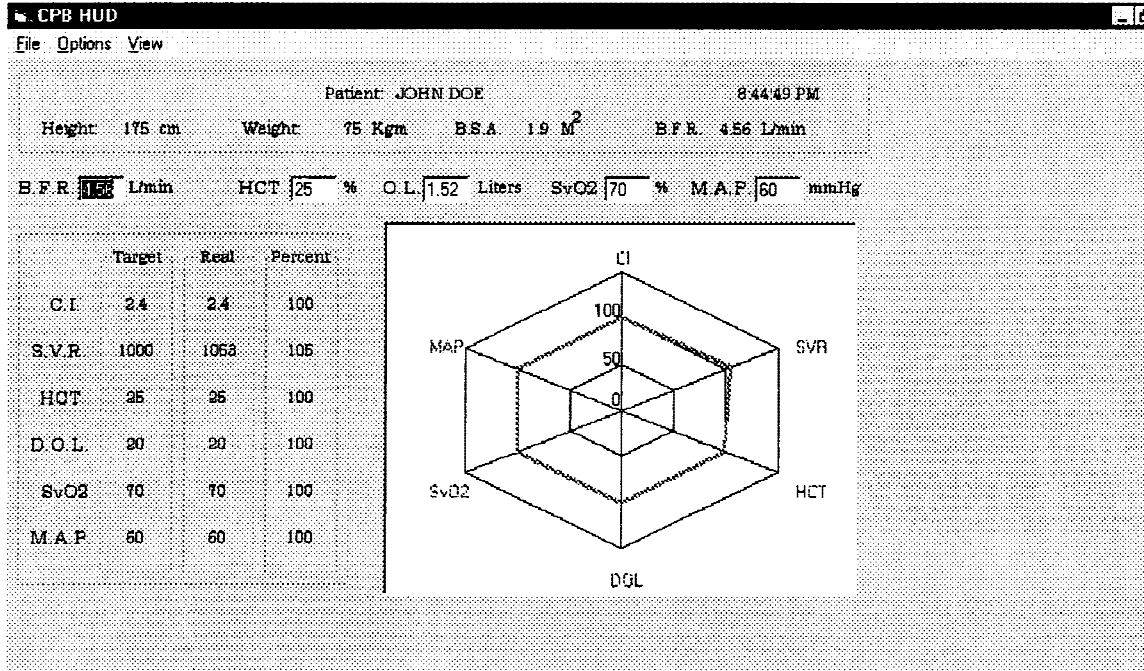 CPB HUD
File Options View
Patient: JOHN DOE 8:44:49 PM
Height: 175 cm Weight: 75 Kgm B.S.A. 1.9 M2 B.F.R. 4.56 L/min
B.F.R. L/min HCT 25 % O.L. 1.52 Liters SvO2 70 % M.A.P. 60 mmHg
Target Real Percent
C.I. 2.4 2.4 100
S.V.R. 1000 1053 105
HCT 25 25 100
D.O.L. 20 20 100
SvO2 70 70 100
M.A.P. 60 60 100
CI
100
MAP SVR
50
0
SvO2 HCT
DOL